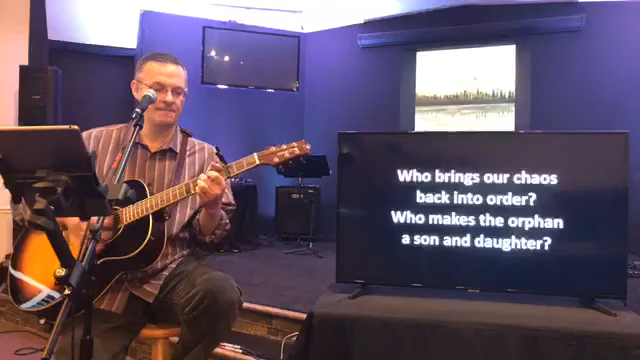 Who brings our chaos
back into order?
Who makes the orphan
a son and daughter?